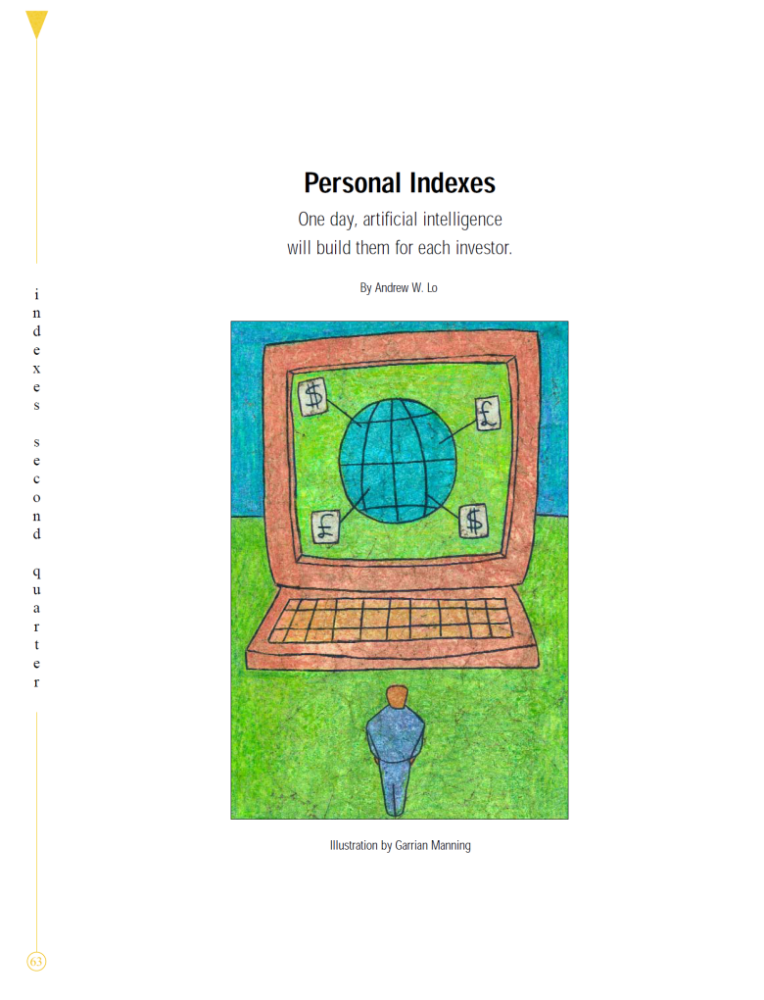 Personal Indexes
One day, artificial intelligence
will build them for each investor.
By Andrew W. Lo
$
£
£
$
Illustration by Garrian Manning
indexes second quarter
63